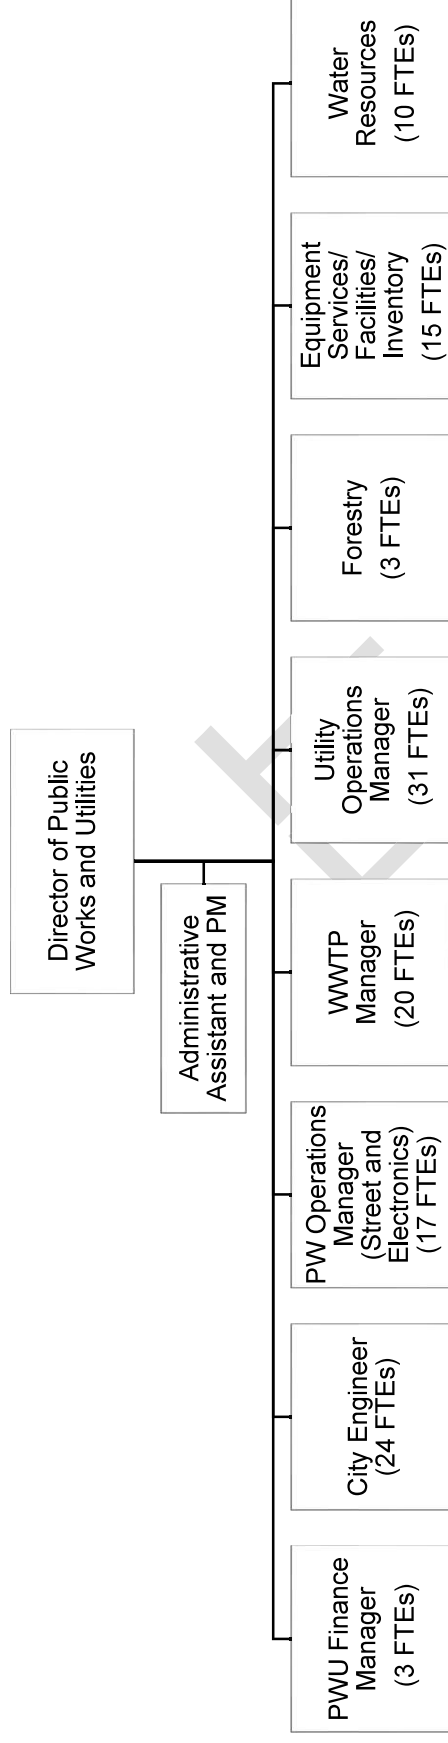 Director of Public
Works and Utilities
Administrative
Assistant and PM
PWU Finance
Manager
(3 FTEs)
City Engineer
(24 FTEs)
PW Operations
Manager
(Street and
Electronics)
(17 FTEs)
WWTP
Manager
(20 FTEs)
Utility
Operations
Manager
(31 FTEs)
Forestry
(3 FTEs)
Equipment
Services/
Facilities/
Inventory
(15 FTEs)
Water
Resources
(10 FTEs)